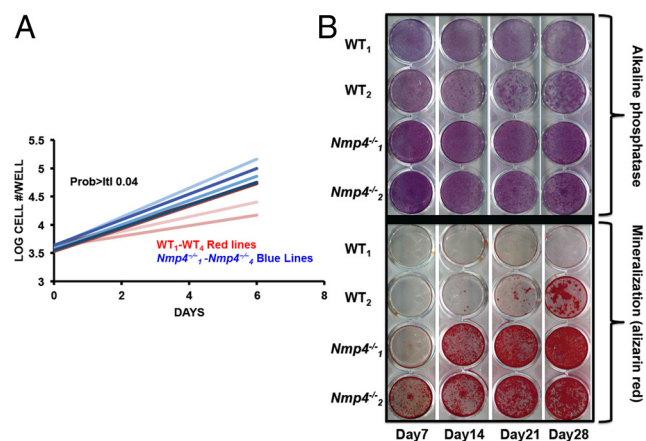 A
LOG CELL #/WELL
5.5
5
4.5
4
3.5
3
Prob>ltl 0.04
WT1-WT4 Red lines
Nmp4-/-1 -Nmp4-/-4 Blue Lines
0 2 4 6 8
DAYS
B
WT1
WT2
Nmp4-/-1
Nmp4-/-2
Alkaline phosphatase
WT1
WT2
Nmp4-/-1
Nmp4-/-2
Mineralization (alizarin red)
Day7 Day14 Day21 Day28